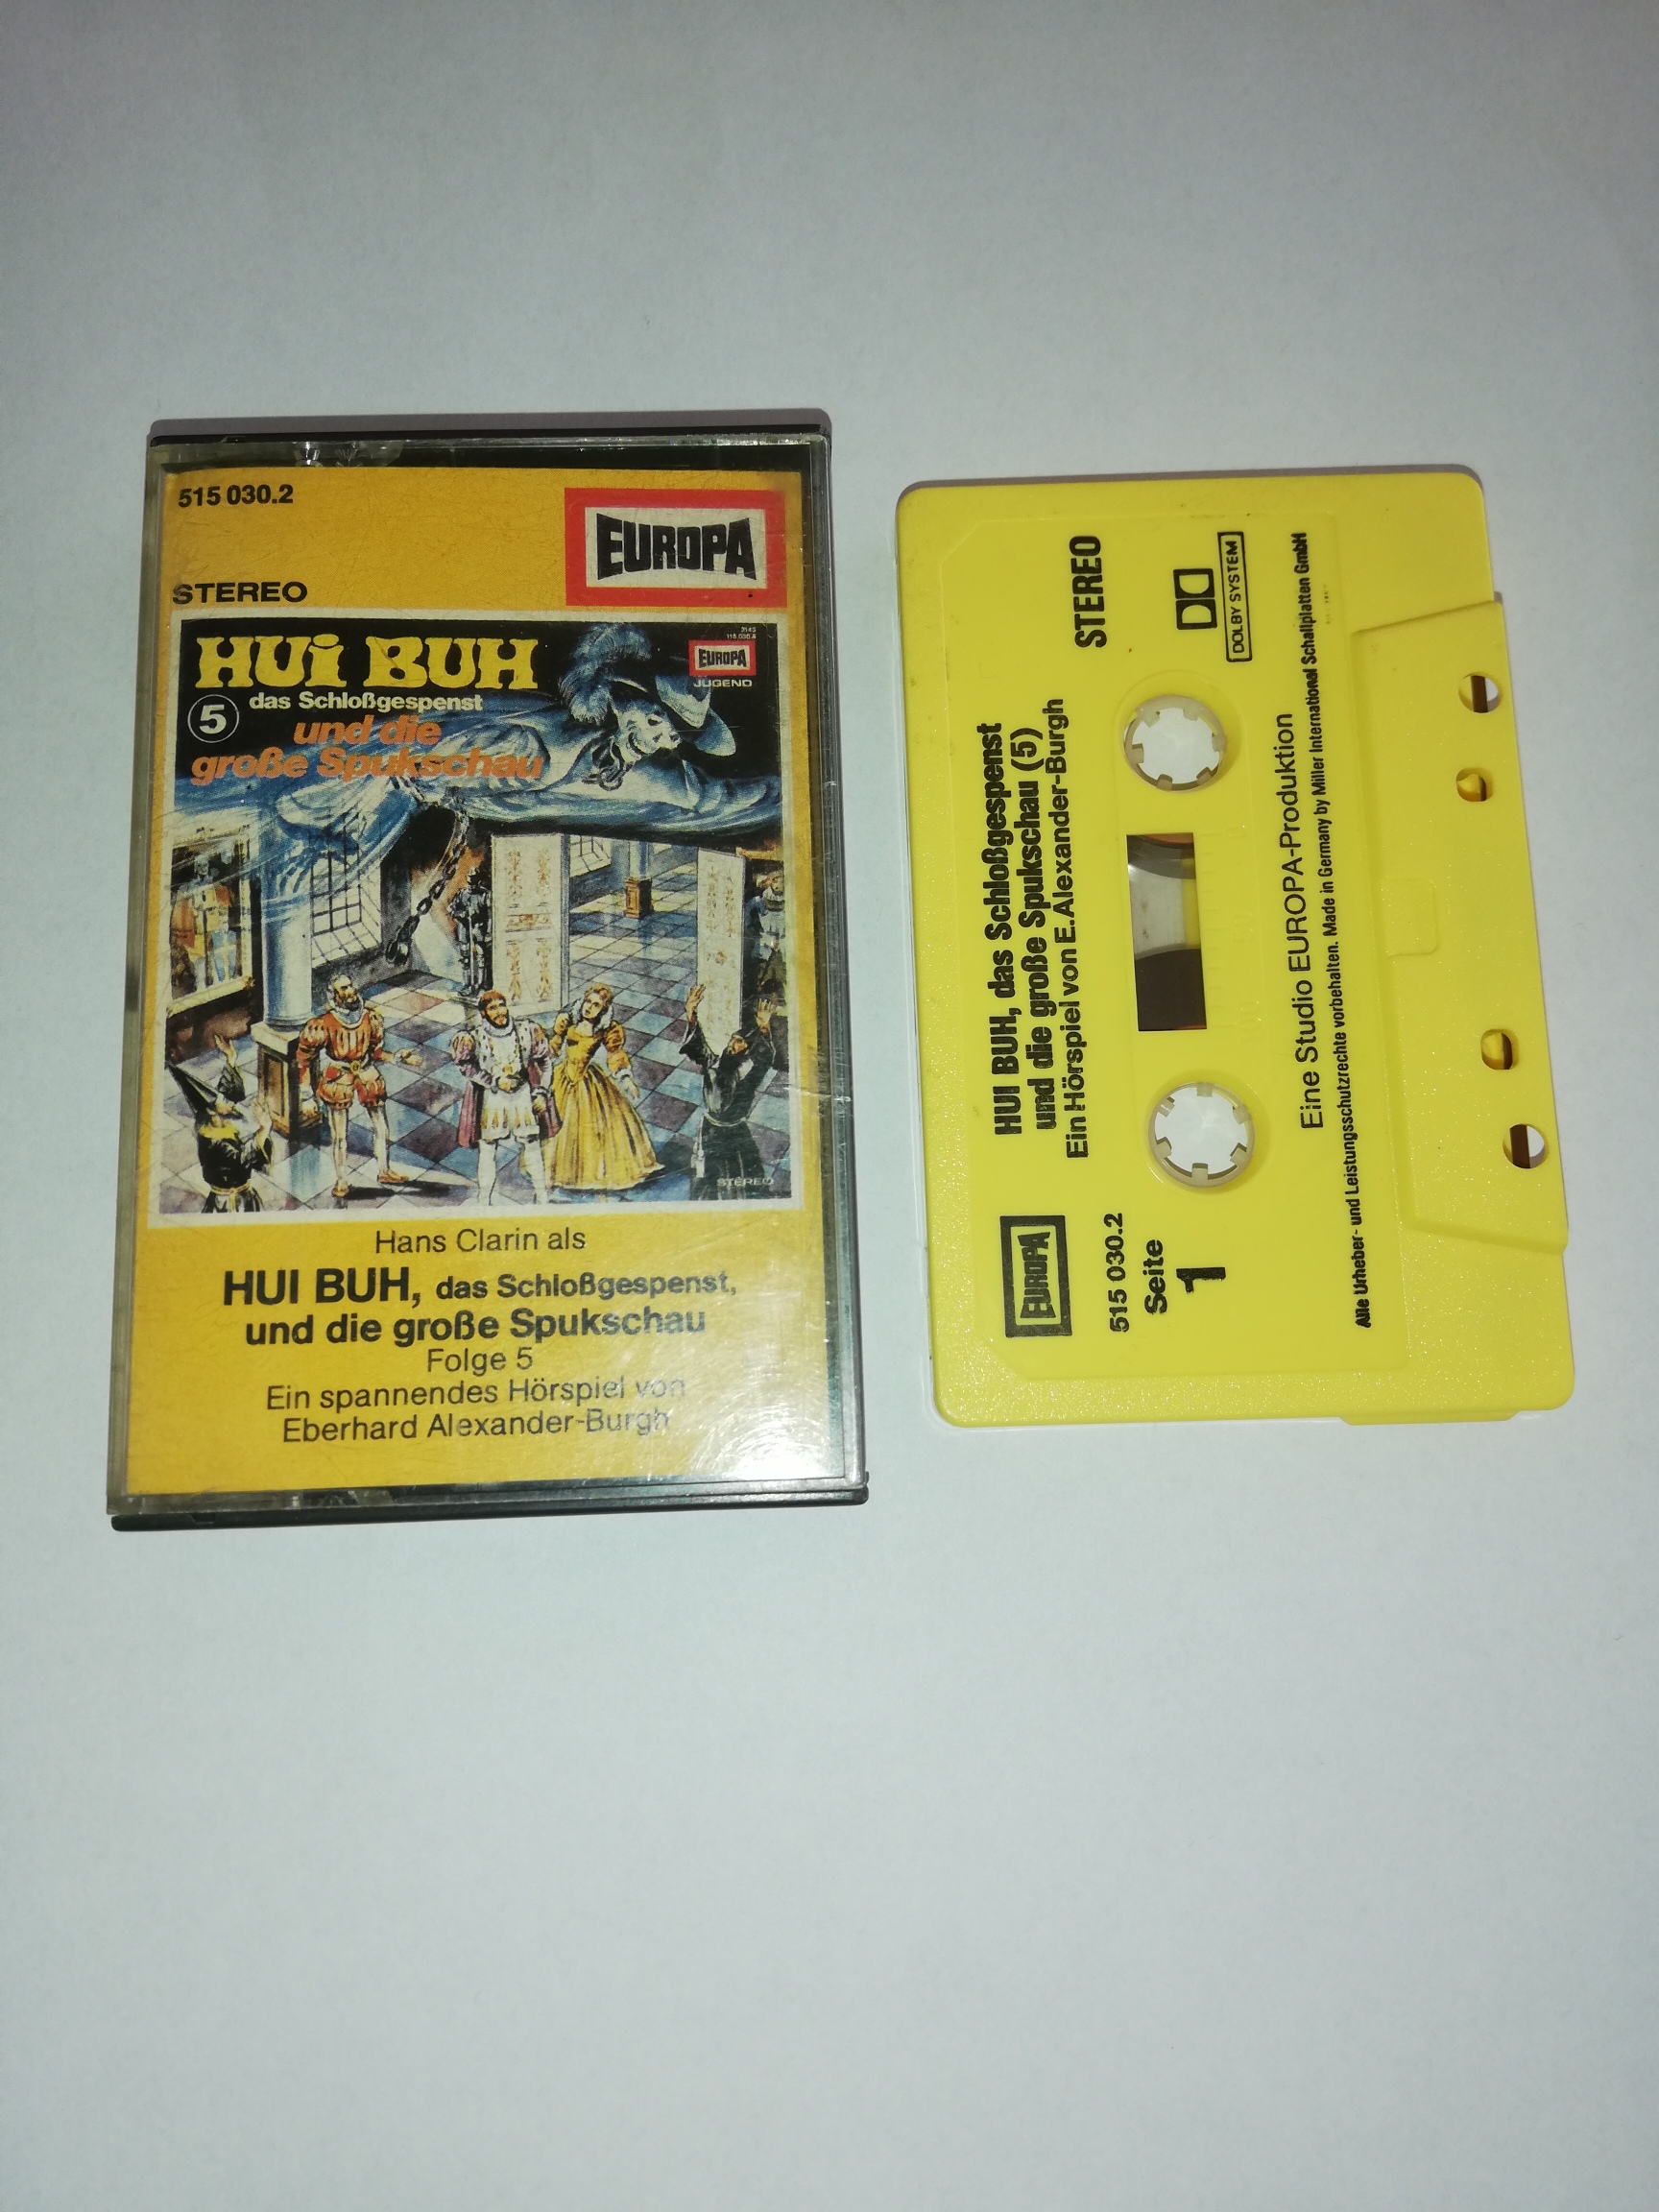 515 030.2
EUROPA
STEREO
HUi BUH
das Schloßgespenst
5
und die
große Spukschau
EUROPA
JUGEND
STEREO
Hans Clarin als
HUI BUH, das Schloßgespenst,
und die große Spukschau
Folge 5
Ein spannendes Hörspiel von
Eberhard Alexander-Burgh
HUI BUH, das Schloßgespenst
und die große Spukschau (5)
Ein Hörspiel von E. Alexander-Burgh
STEREO
EUROPA
515 030.2
Seite
1
DOLBY SYSTEM
Eine Studio EUROPA-Produktion
Alle Urheber- und Leistungsschutzrechte vorbehalten. Made in Germany by Miller International Schallplatten GmbH